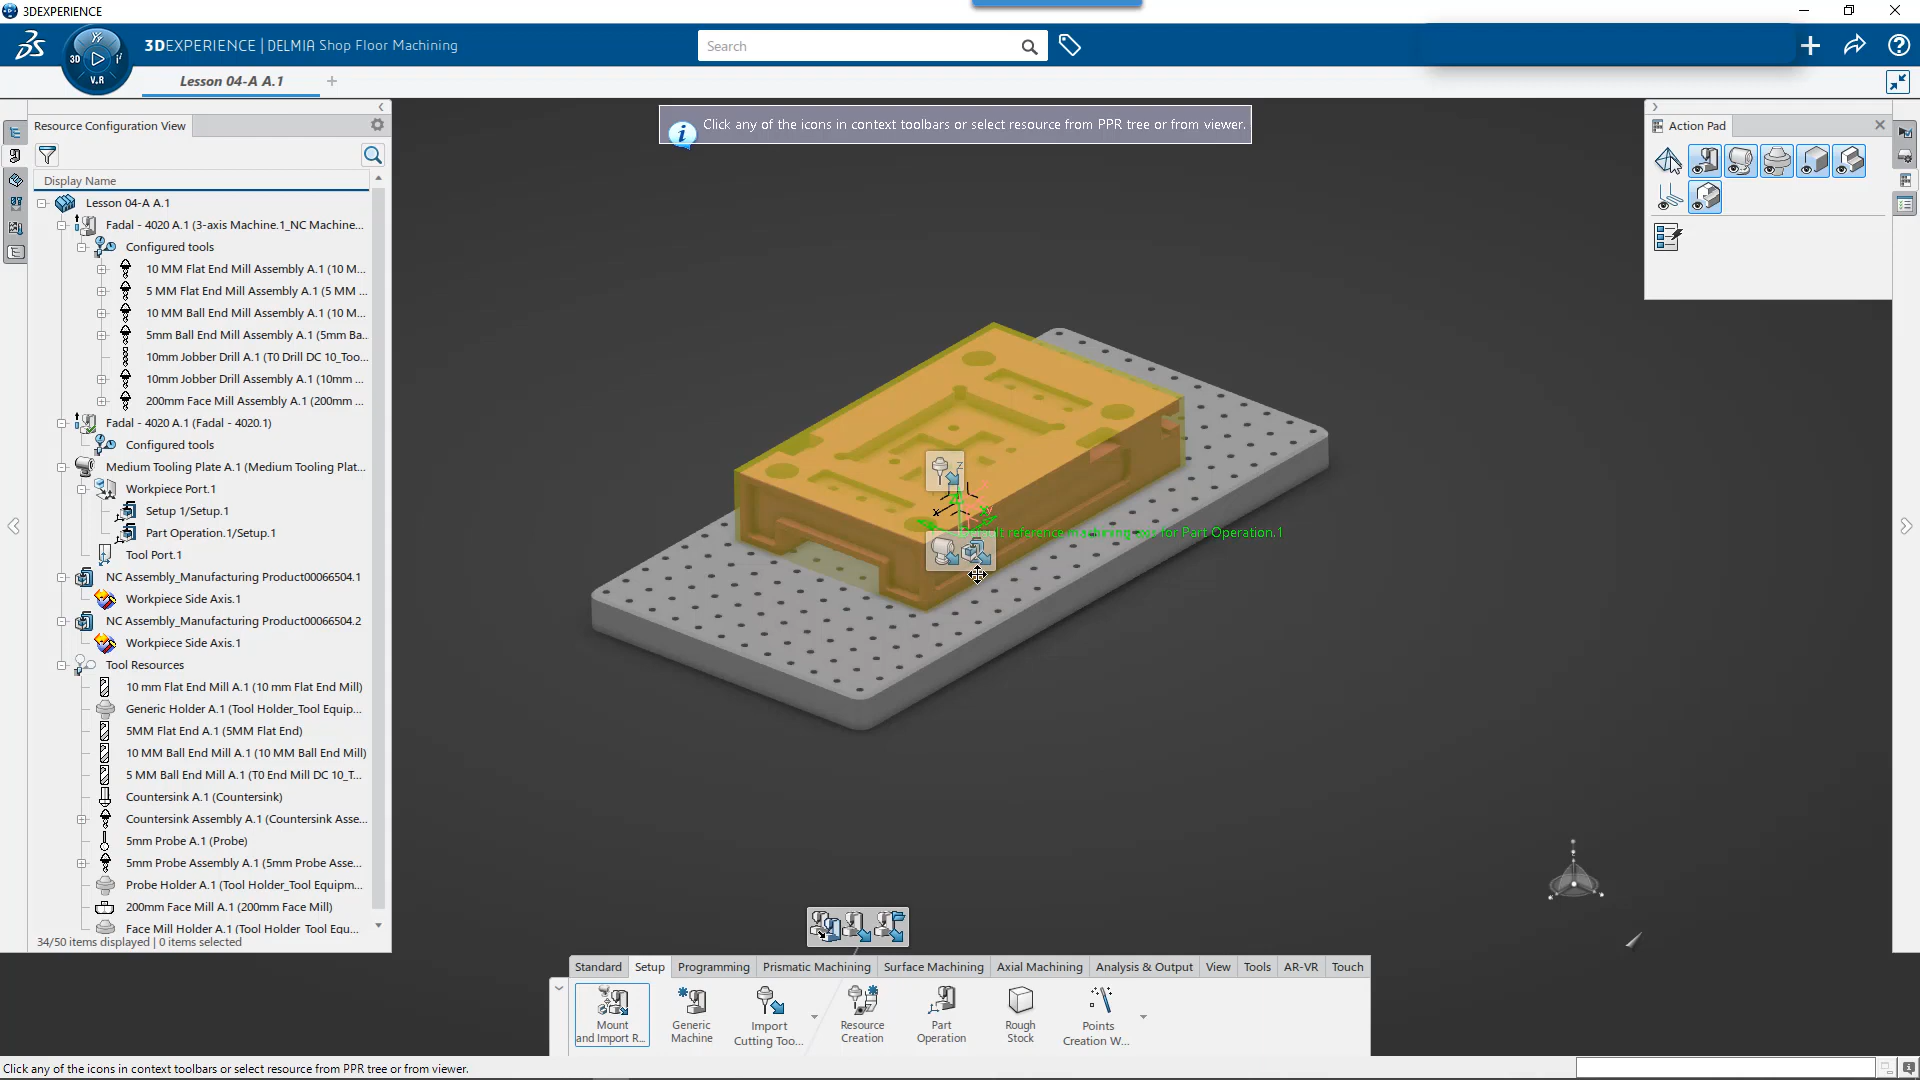 3DEXPERIENCE
3DEXPERIENCE | DELMIA Shop Floor Machining
Search
3D
V.R
Lesson 04-A A.1
Resource Configuration View
Display Name
Lesson 04-A A.1
Fadal - 4020 A.1 (3-axis Machine.1_NC Machine...
Configured tools
10 MM Flat End Mill Assembly A.1 (10 M...
5 MM Flat End Mill Assembly A.1 (5 MM ...
10 MM Ball End Mill Assembly A.1 (10 M...
5mm Ball End Mill Assembly A.1 (5mm Ba...
10mm Jobber Drill A.1 (T0 Drill DC 10_Too...
10mm Jobber Drill Assembly A.1 (10mm ...
200mm Face Mill Assembly A.1 (200mm ...
Fadal - 4020 A.1 (Fadal - 4020.1)
Configured tools
Medium Tooling Plate A.1 (Medium Tooling Plat...
Workpiece Port.1
Setup 1/Setup.1
Part Operation.1/Setup.1
Tool Port.1
NC Assembly_Manufacturing Product00066504.1
Workpiece Side Axis.1
NC Assembly_Manufacturing Product00066504.2
Workpiece Side Axis.1
Tool Resources
10 mm Flat End Mill A.1 (10 mm Flat End Mill)
Generic Holder A.1 (Tool Holder_Tool Equip...
5MM Flat End A.1 (5MM Flat End)
10 MM Ball End Mill A.1 (10 MM Ball End Mill)
5 MM Ball End Mill A.1 (T0 End Mill DC 10_T...
Countersink A.1 (Countersink)
Countersink Assembly A.1 (Countersink Asse...
5mm Probe A.1 (Probe)
5mm Probe Assembly A.1 (5mm Probe Asse...
Probe Holder A.1 (Tool Holder_Tool Equipm...
200mm Face Mill A.1 (200mm Face Mill)
Face Mill Holder A.1 (Tool Holder_Tool Equ...
34/50 items displayed | 0 items selected
Click any of the icons in context toolbars or select resource from PPR tree or from viewer.
Action Pad
z
x
Default reference machining axis for Part Operation.1
Standard Setup Programming Prismatic Machining Surface Machining Axial Machining Analysis & Output View Tools AR-VR Touch
Mount and Import R...
Generic Machine
Import Cutting Too...
Resource Creation
Part Operation
Rough Stock
Points Creation W...
Click any of the icons in context toolbars or select resource from PPR tree or from viewer.